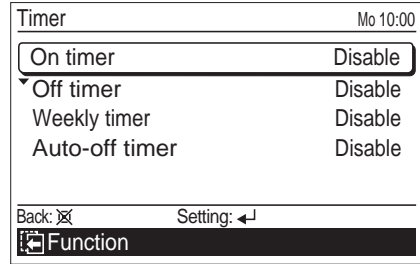 Timer Mo 10:00
On timer Disable
Off timer Disable
Weekly timer Disable
Auto-off timer Disable
Back: Setting:
Function